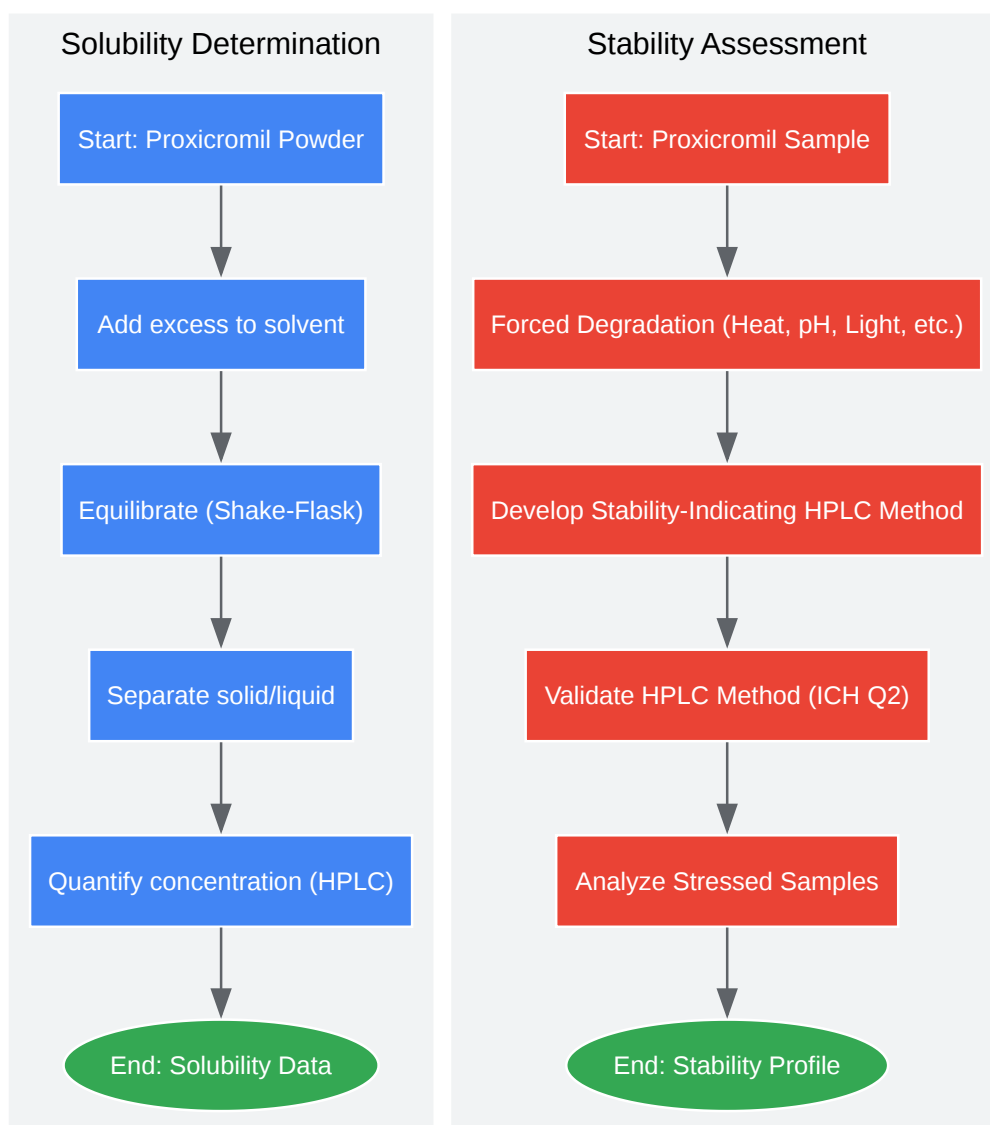 Solubility Determination
Start: Proxicromil Powder
Add excess to solvent
Equilibrate (Shake-Flask)
Separate solid/liquid
Quantify concentration (HPLC)
End: Solubility Data
Stability Assessment
Start: Proxicromil Sample
Forced Degradation (Heat, pH, Light, etc.)
Develop Stability-Indicating HPLC Method
Validate HPLC Method (ICH Q2)
Analyze Stressed Samples
End: Stability Profile